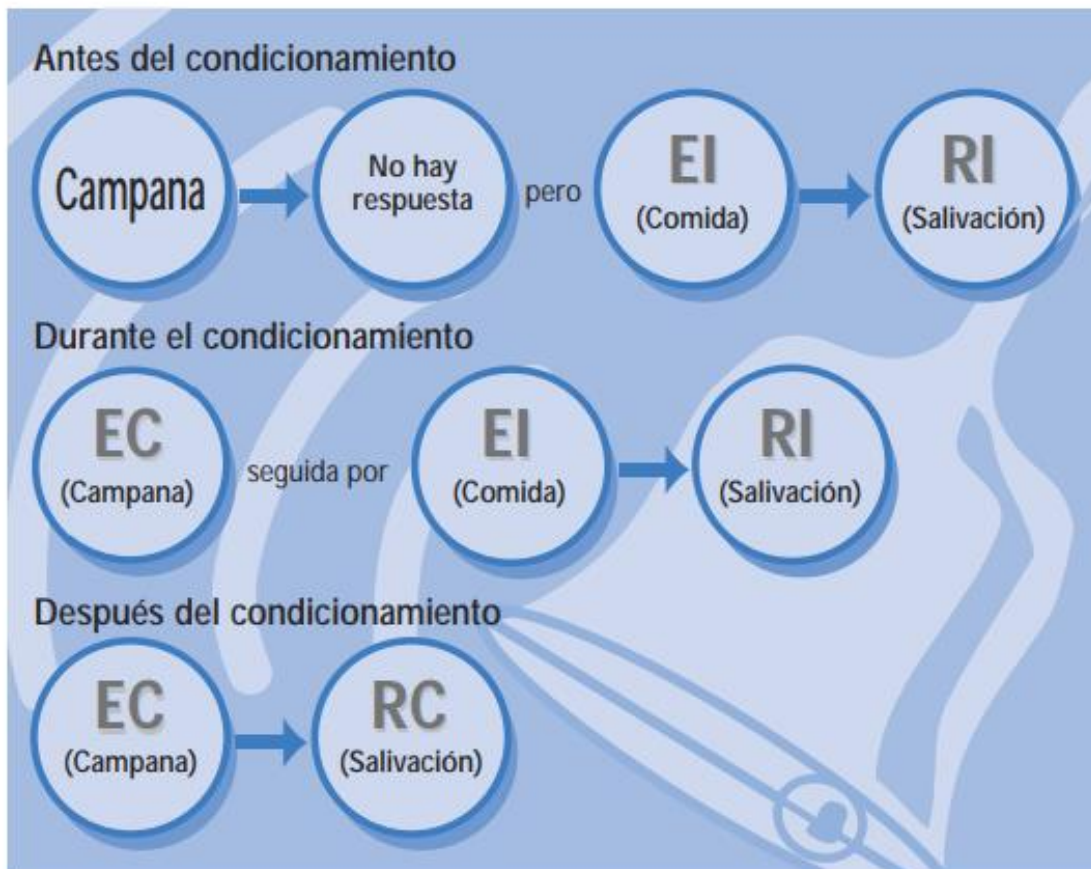 Antes del condicionamiento
Campana
No hay
respuesta
pero
EI
(Comida)
RI
(Salivación)
Durante el condicionamiento
EC
(Campana)
seguida por
EI
(Comida)
RI
(Salivación)
Después del condicionamiento
EC
(Campana)
RC
(Salivación)